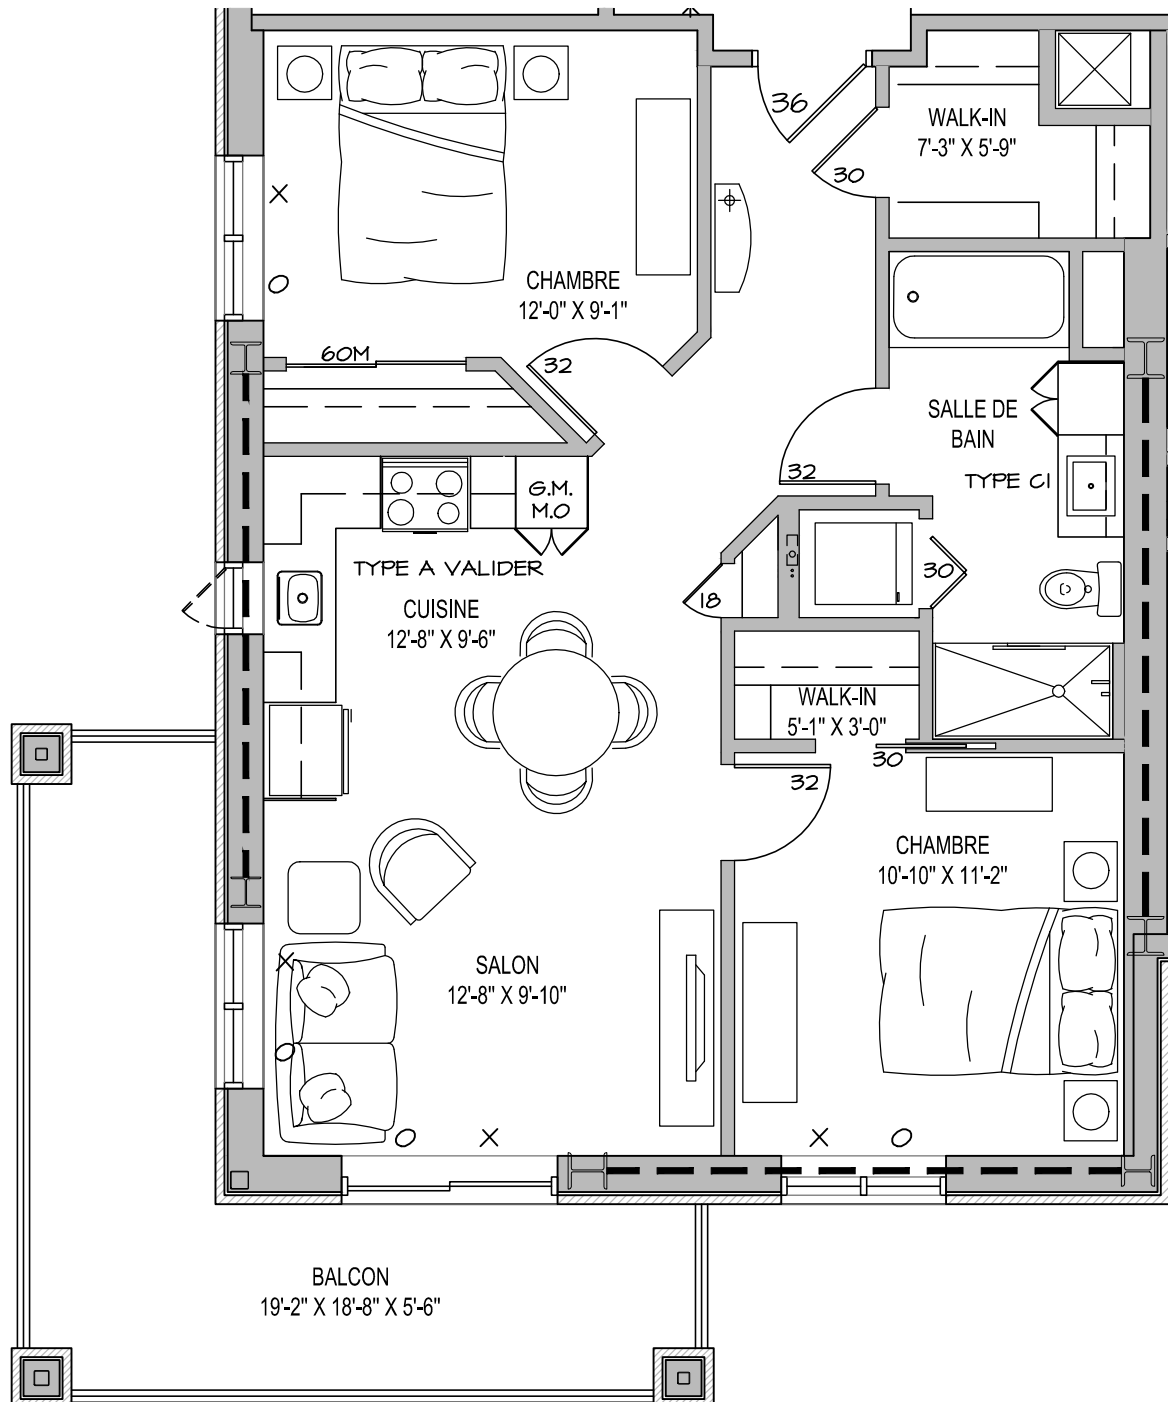 36
WALK-IN
7'-3" X 5'-9"
30
CHAMBRE
12'-0" X 9'-1"
60M
32
SALLE DE
BAIN
32
TYPE C1
G.M.
M.O
TYPE A VALIDER
30
18
CUISINE
12'-8" X 9'-6"
WALK-IN
5'-1" X 3'-0"
30
32
CHAMBRE
10'-10" X 11'-2"
SALON
12'-8" X 9'-10"
BALCON
19'-2" X 18'-8" X 5'-6"